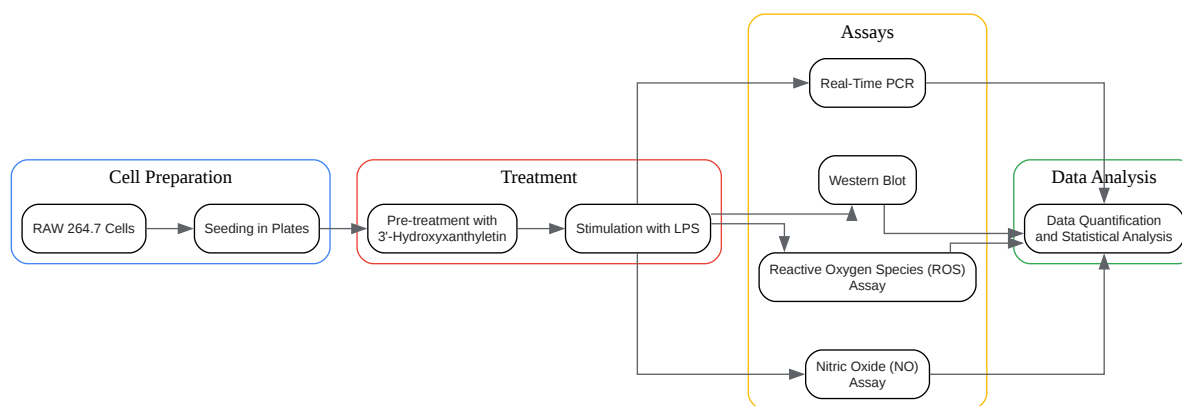 Cell Preparation
RAW 264.7 Cells
Seeding in Plates
Treatment
Pre-treatment with
3'-Hydroxyxanthyletin
Stimulation with LPS
Assays
Real-Time PCR
Western Blot
Reactive Oxygen Species (ROS)
Assay
Nitric Oxide (NO)
Assay
Data Analysis
Data Quantification
and Statistical Analysis